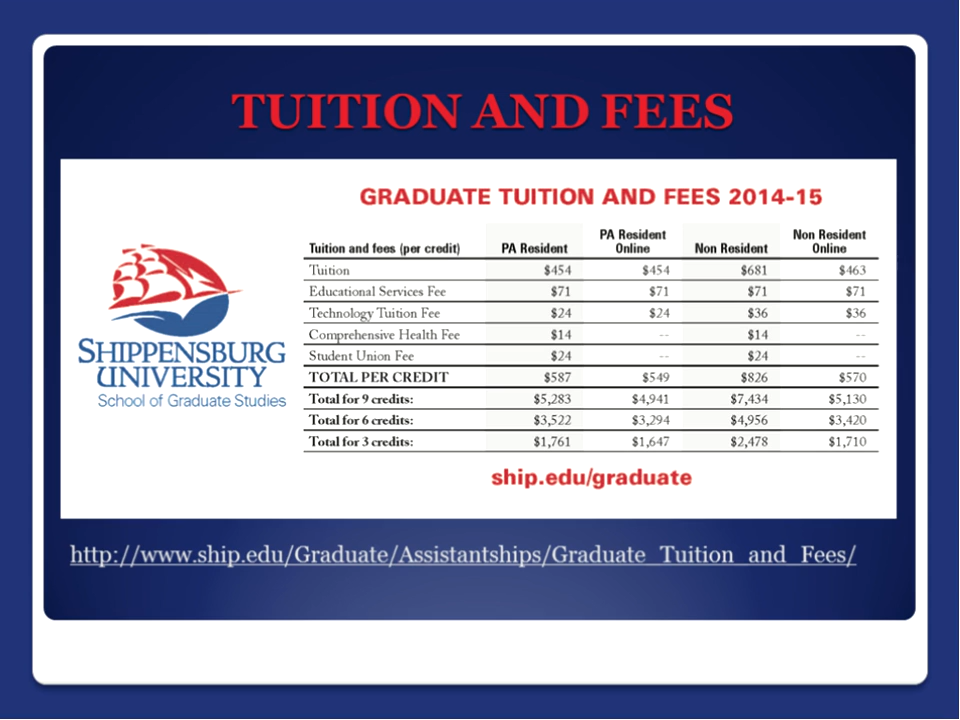 TUITION AND FEES
GRADUATE TUITION AND FEES 2014-15
SHIPPENSBURG
UNIVERSITY
School of Graduate Studies
Tuition and fees (per credit) PA Resident PA Resident Online Non Resident Non Resident Online
Tuition $454 $454 $681 $463
Educational Services Fee $71 $71 $71 $71
Technology Tuition Fee $24 $24 $36 $36
Comprehensive Health Fee $14 -- $14 --
Student Union Fee $24 -- $24 --
TOTAL PER CREDIT $587 $549 $826 $570
Total for 9 credits: $5,283 $4,941 $7,434 $5,130
Total for 6 credits: $3,522 $3,294 $4,956 $3,420
Total for 3 credits: $1,761 $1,647 $2,478 $1,710
ship.edu/graduate
http://www.ship.edu/Graduate/Assistantships/Graduate_Tuition_and_Fees/